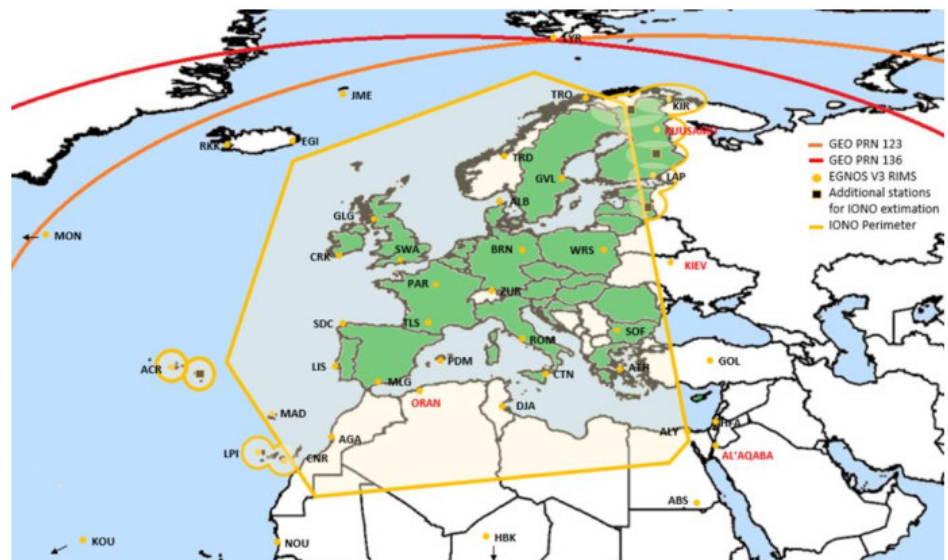 LYR
JME
TRO
KIR
RKK
EGI
KUUSAMO
GEO PRN 123
GEO PRN 136
EGNOS V3 RIMS
Additional stations
for IONO extimation
IONO Perimeter
TRD
LAP
GVL
ALB
GLG
MON
CRK
SWA
BRN
WRS
KIEV
PAR
ZUR
SDC
TLS
SOF
ROM
LIS
PDM
ATH
GOL
ACR
CTN
MLG
ORAN
DJA
MAD
AGA
ALY
HFA
LPI
CNR
AL'AQABA
ABS
KOU
NOU
HBK